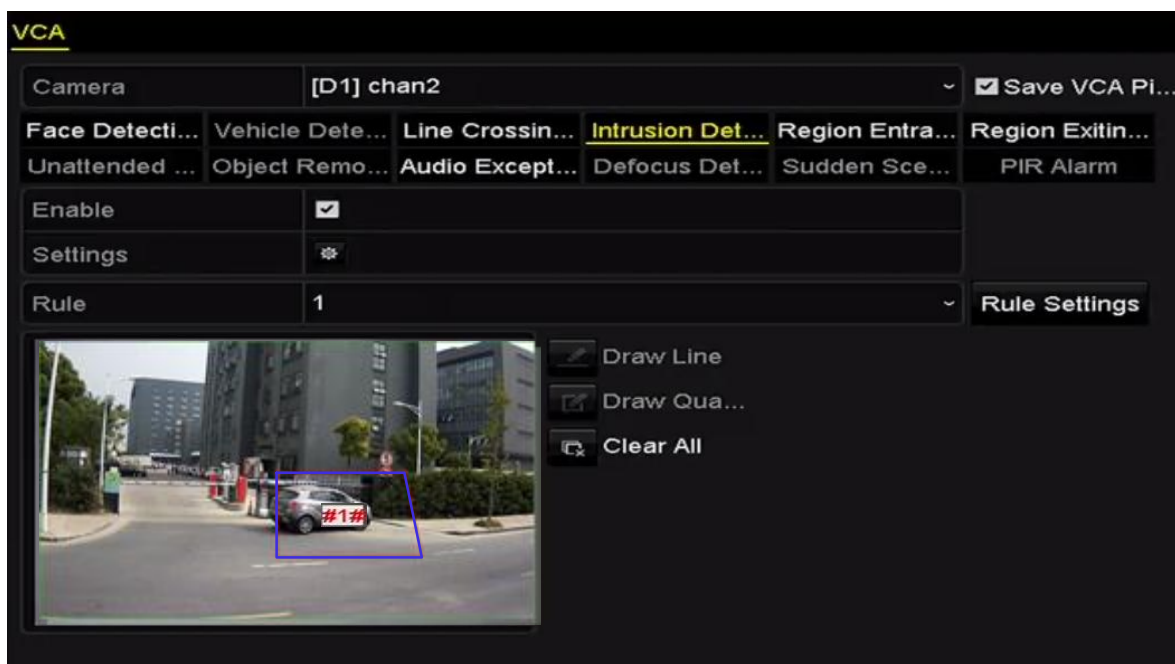 VCA
Camera [D1] chan2 Save VCA Pi...
Face Detecti... Vehicle Dete... Line Crossin... Intrusion Det... Region Entra... Region Exitin...
Unattended ... Object Remo... Audio Except... Defocus Det... Sudden Sce... PIR Alarm
Enable
Settings
Rule 1 Rule Settings
Draw Line
Draw Qua...
Clear All
#1#